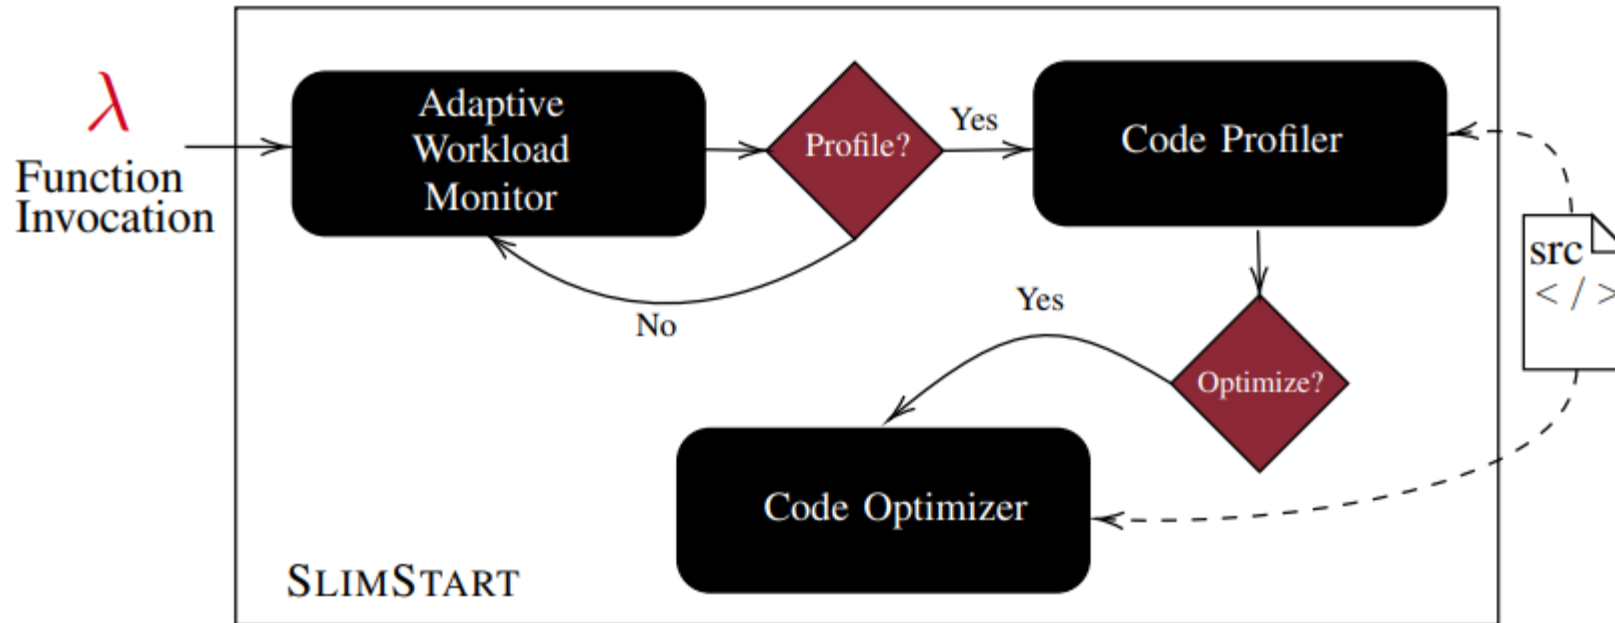 λ
Function
Invocation
Adaptive
Workload
Monitor
Profile?
Yes
No
Code Profiler
Optimize?
Yes
Code Optimizer
src
< / >
SLIMSTART